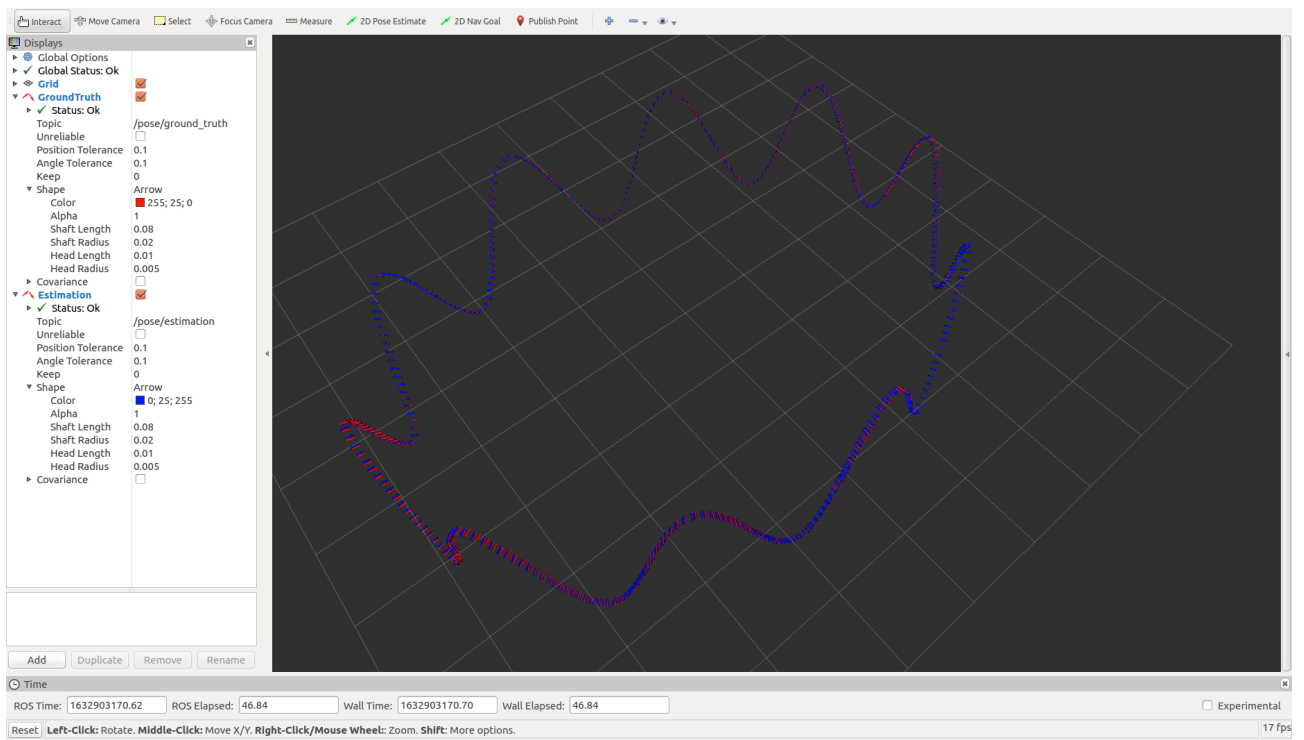 Interact Move Camera Select Focus Camera Measure 2D Pose Estimate 2D Nav Goal Publish Point
Displays
Global Options
Global Status: Ok
Grid
GroundTruth
Status: Ok
Topic /pose/ground_truth
Unreliable
Position Tolerance 0.1
Angle Tolerance 0.1
Keep 0
Shape Arrow
Color 255; 25; 0
Alpha 1
Shaft Length 0.08
Shaft Radius 0.02
Head Length 0.01
Head Radius 0.005
Covariance
Estimation
Status: Ok
Topic /pose/estimation
Unreliable
Position Tolerance 0.1
Angle Tolerance 0.1
Keep 0
Shape Arrow
Color 0; 25; 255
Alpha 1
Shaft Length 0.08
Shaft Radius 0.02
Head Length 0.01
Head Radius 0.005
Covariance
Add Duplicate Remove Rename
Time
ROS Time: 1632903170.62 ROS Elapsed: 46.84 Wall Time: 1632903170.70 Wall Elapsed: 46.84 Experimental
Reset Left-Click: Rotate. Middle-Click: Move X/Y. Right-Click/Mouse Wheel:: Zoom. Shift: More options. 17 fps